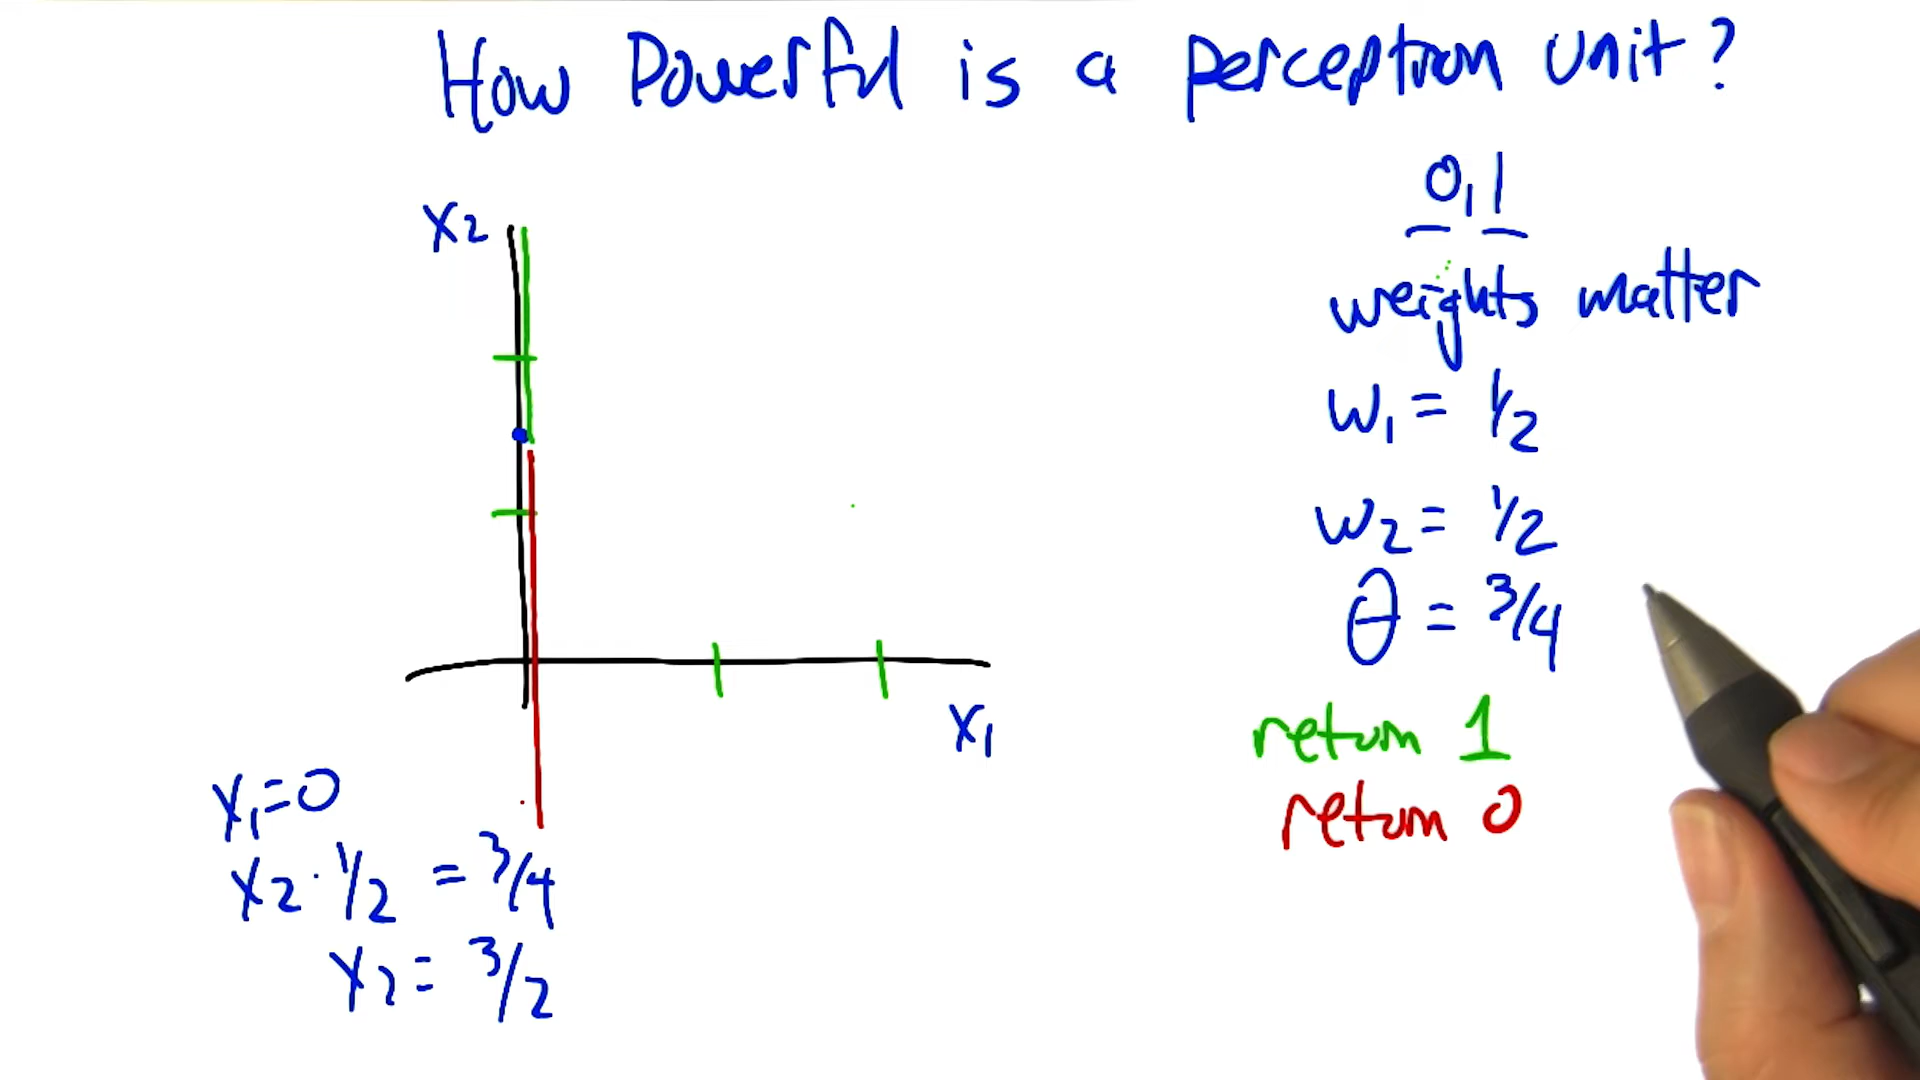 How Powerful is a perceptron unit?
0,1
weights matter
w₁ = 1/2
w₂ = 1/2
θ = 3/4
return 1
return 0
x₂
x₁
x₁=0
x₂·1/2 = 3/4
x₂= 3/2